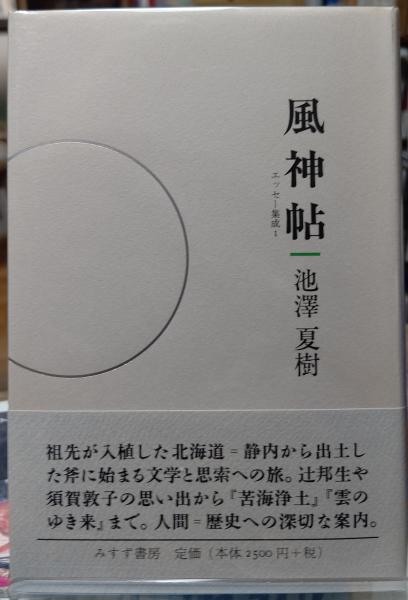 風神帖
エッセー集成1
池澤夏樹
祖先が入植した北海道=静内から出土し
た斧に始まる文学と思索への旅。辻邦生や
須賀敦子の思い出から『苦海浄土』『雲の
ゆき来』まで。人間=歴史への深切な案内。
みすず書房 定価(本体2500円+税)